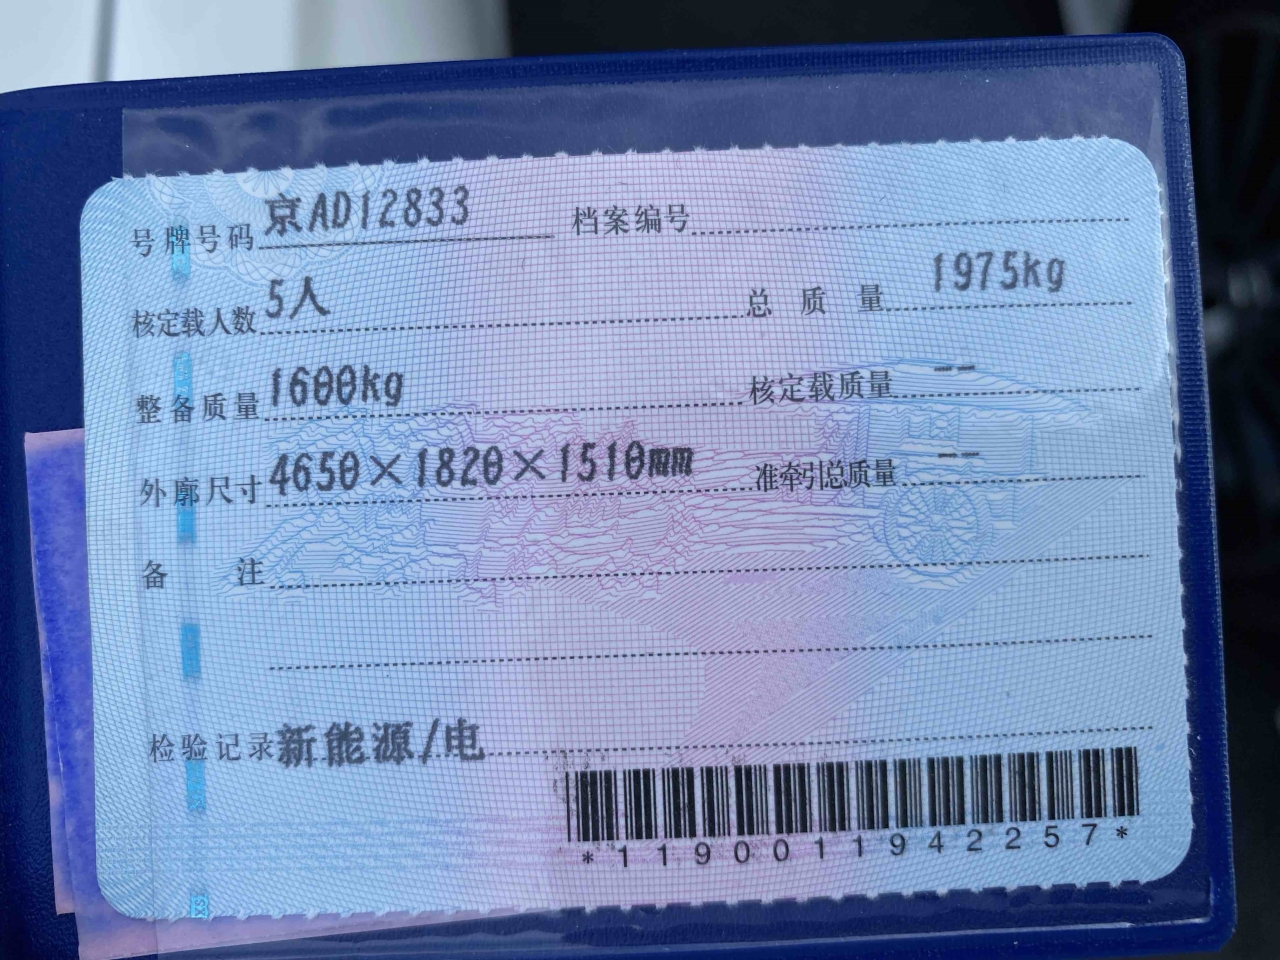 号牌号码 京AD12833 档案编号
核定载人数 5人 总质量 1975kg
整备质量 1600kg 核定载质量 --
外廓尺寸 4650×1820×1510mm 准牵引总质量 --
备注
检验记录 新能源/电
*1190011942257*